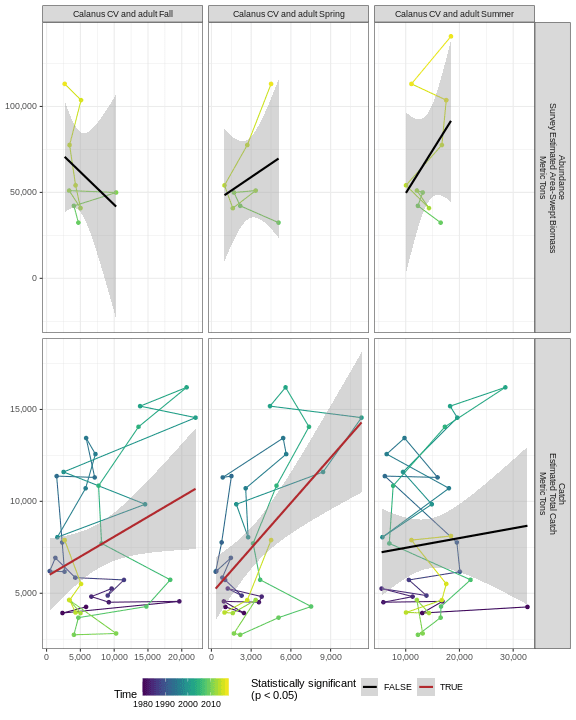 Calanus CV and adult Fall
Calanus CV and adult Spring
Calanus CV and adult Summer
100,000
50,000
0
Abundance
Survey Estimated Area-Swept Biomass
Metric Tons
15,000
10,000
5,000
Catch
Estimated Total Catch
Metric Tons
0 5,000 10,000 15,000 20,000
0 3,000 6,000 9,000
10,000 20,000 30,000
Time
1980 1990 2000 2010
Statistically significant
(p < 0.05)
FALSE
TRUE